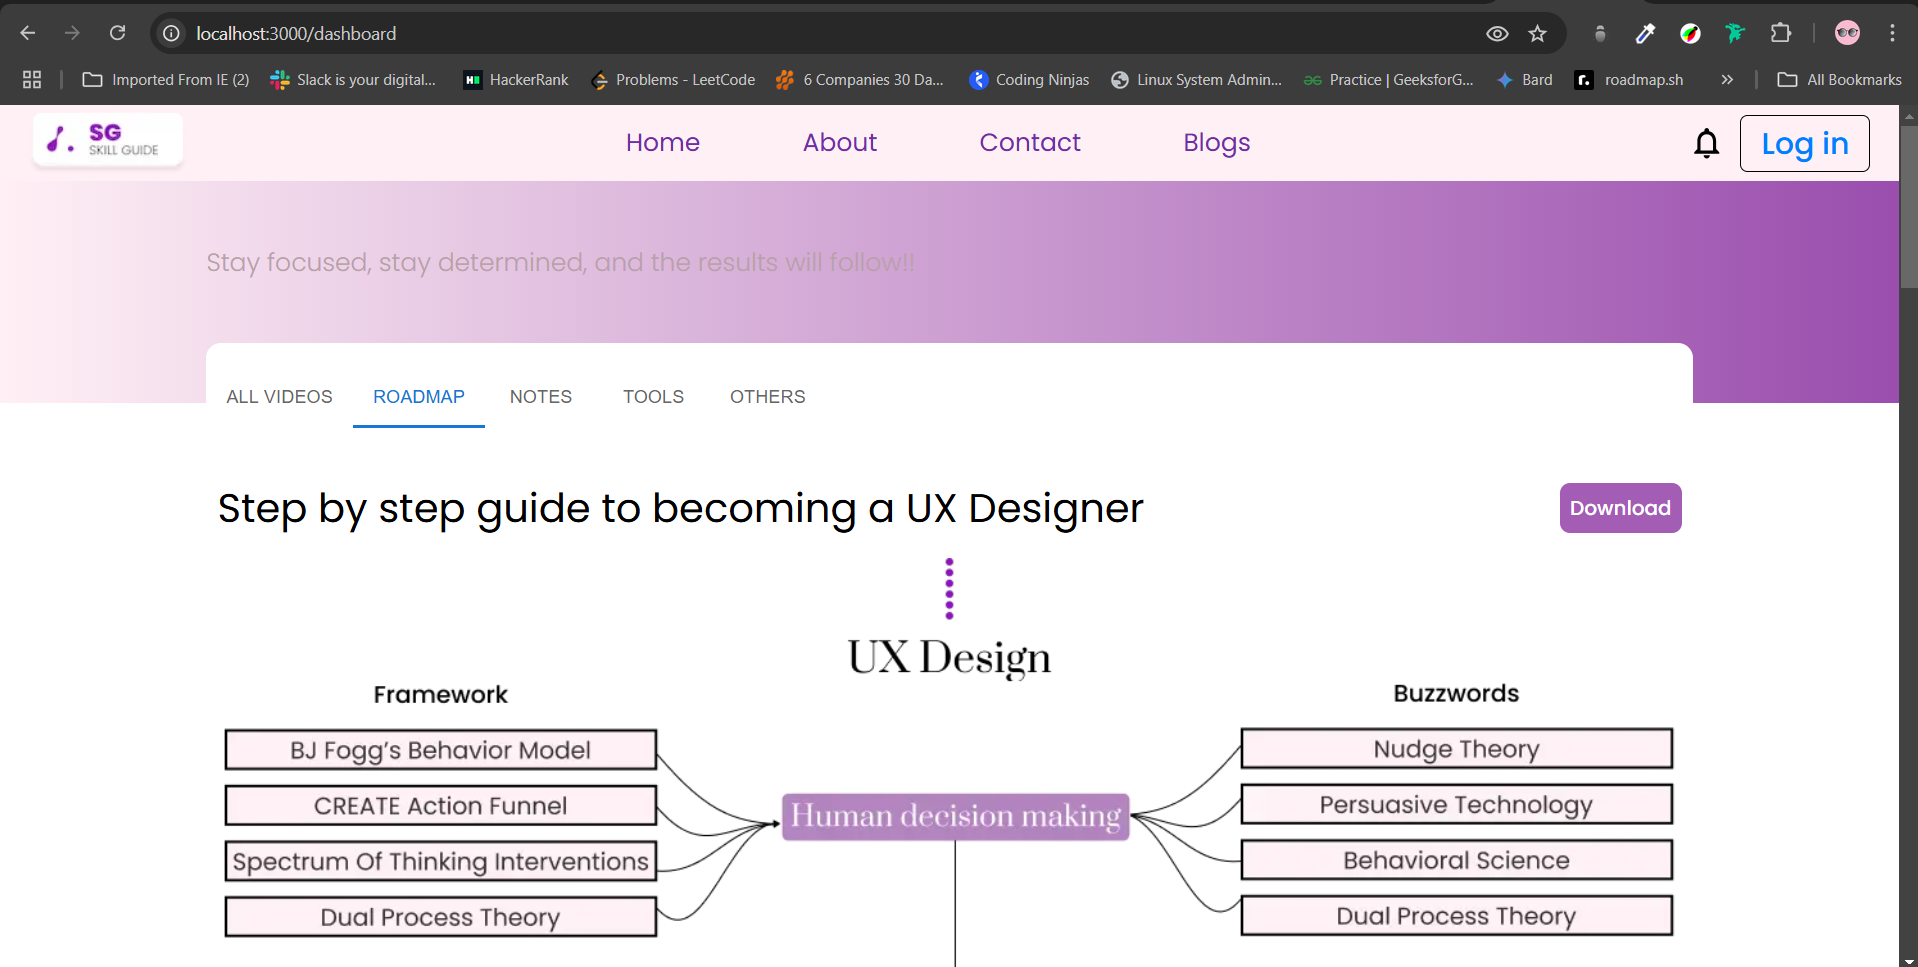 localhost:3000/dashboard
Imported From IE (2) Slack is your digital... HackerRank Problems - LeetCode 6 Companies 30 Da... Coding Ninjas Linux System Admin... Practice | GeeksforG... Bard roadmap.sh » All Bookmarks
SG
SKILL GUIDE
Home About Contact Blogs Log in
Stay focused, stay determined, and the results will follow!!
ALL VIDEOS ROADMAP NOTES TOOLS OTHERS
Step by step guide to becoming a UX Designer Download
UX Design
Framework Buzzwords
BJ Fogg’s Behavior Model Nudge Theory
CREATE Action Funnel Persuasive Technology
Human decision making
Spectrum Of Thinking Interventions Behavioral Science
Dual Process Theory Dual Process Theory